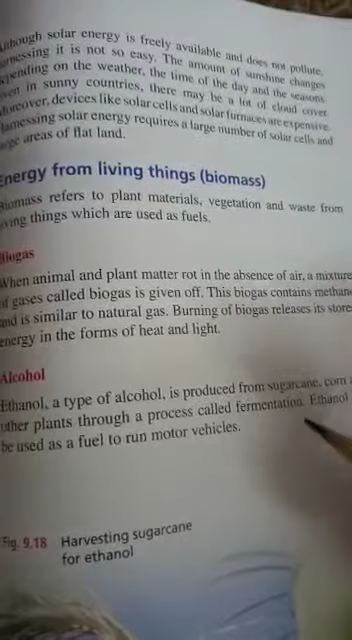 though solar energy is freely available and does not pollute,
harnessing it is not so easy. The amount of sunshine changes
depending on the weather, the time of the day and the seasons.
Even in sunny countries, there may be a lot of cloud cover.
Moreover, devices like solar cells and solar furnaces are expensive.
Harnessing solar energy requires a large number of solar cells and
large areas of flat land.
Energy from living things (biomass)
Biomass refers to plant materials, vegetation and waste from
living things which are used as fuels.
Biogas
When animal and plant matter rot in the absence of air, a mixture
of gases called biogas is given off. This biogas contains methane
and is similar to natural gas. Burning of biogas releases its store
energy in the forms of heat and light.
Alcohol
Ethanol, a type of alcohol, is produced from sugarcane, corn a
other plants through a process called fermentation. Ethanol
be used as a fuel to run motor vehicles.
Fig. 9.18 Harvesting sugarcane
for ethanol